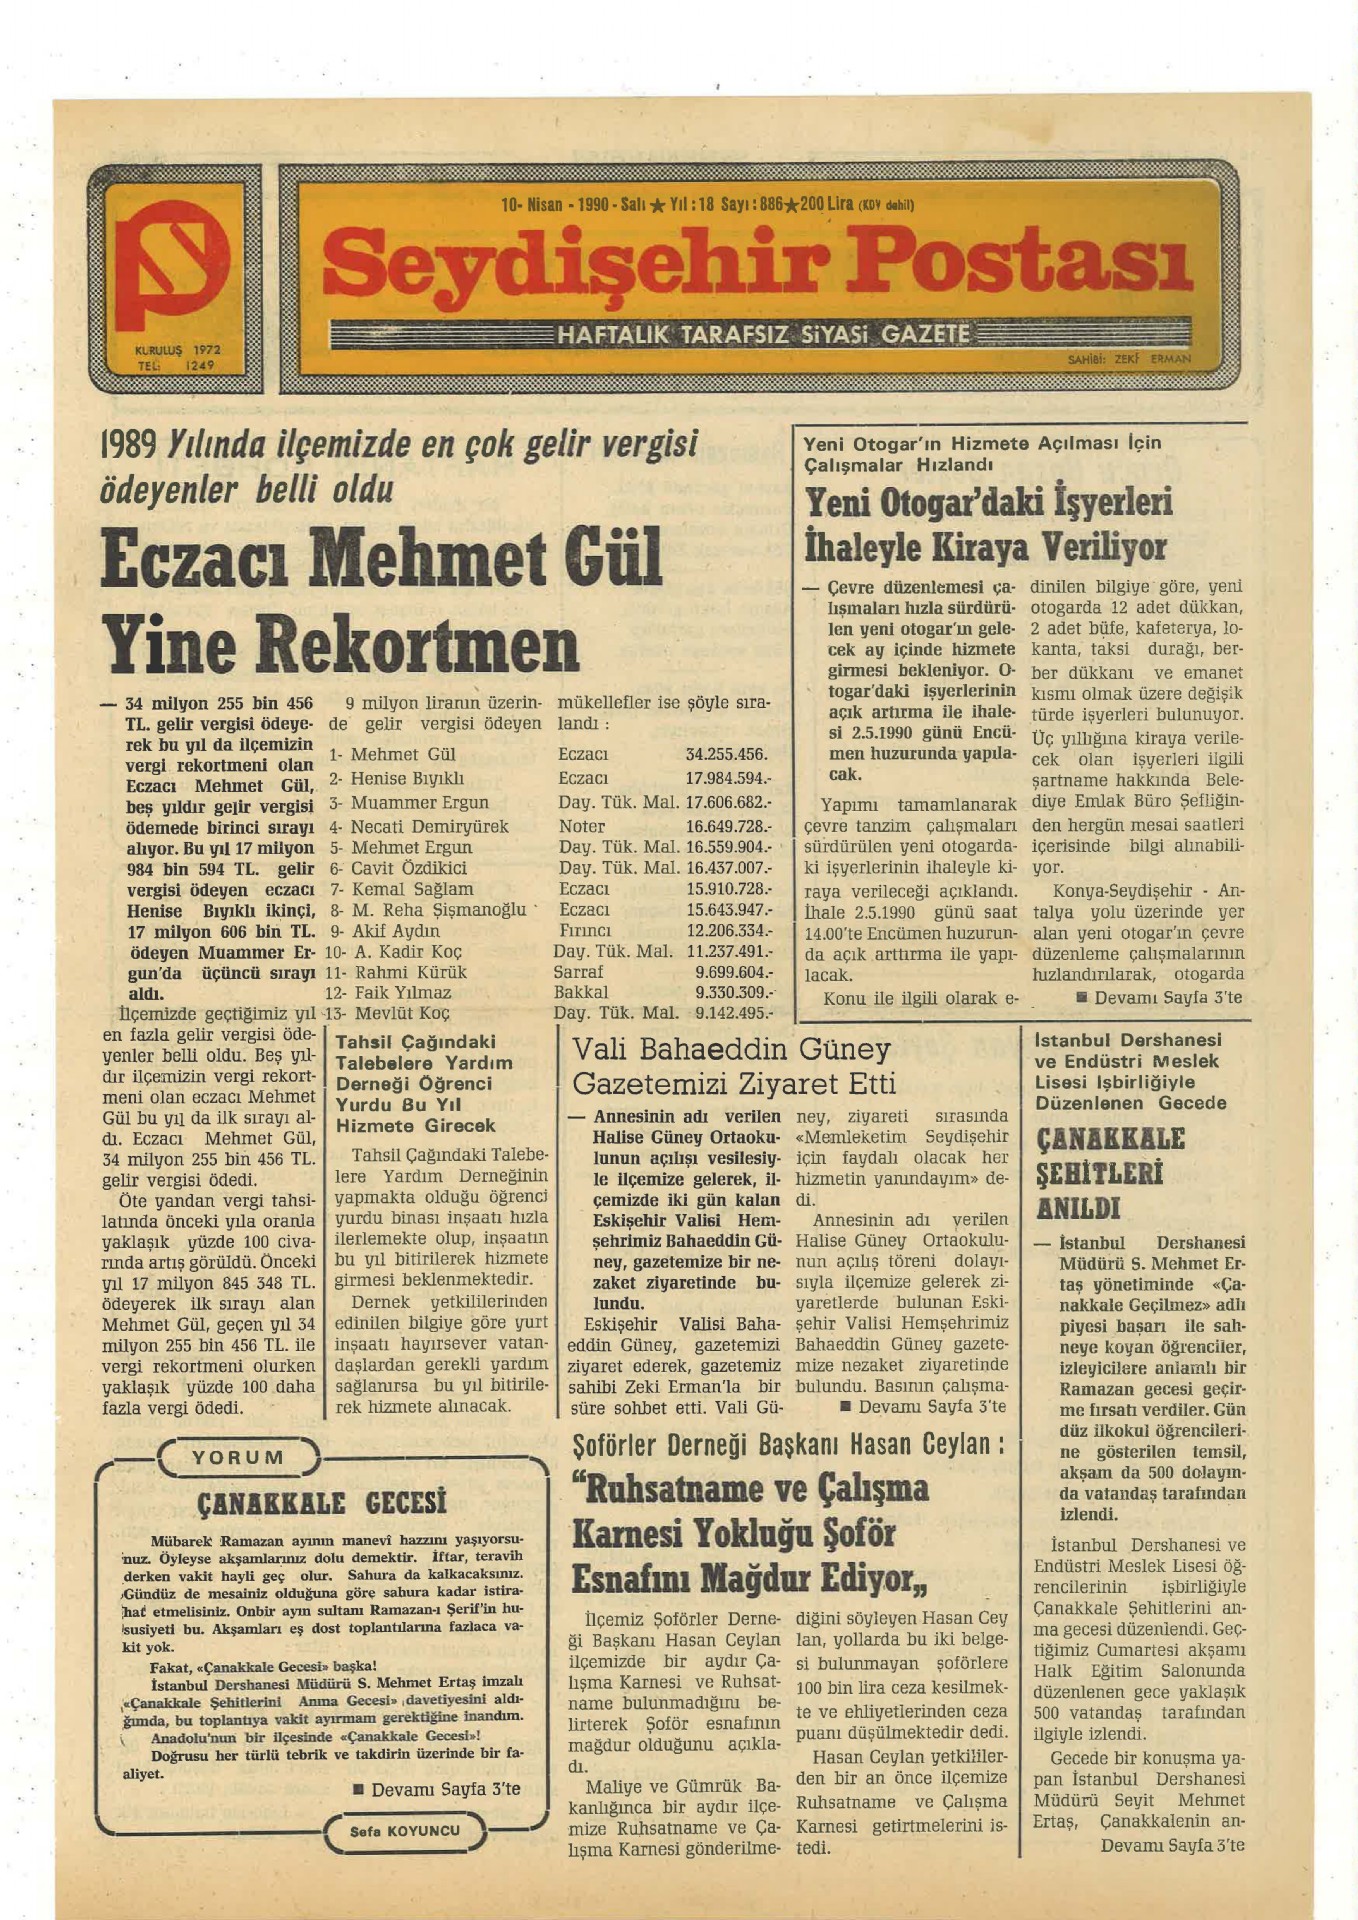 10- Nisan - 1990 - Salı ★ Yıl : 18 Sayı : 886 ★ 200 Lira (KDV dahil)
Seydişehir Postası
HAFTALIK TARAFSIZ SİYASİ GAZETE
SAHİBİ: ZEKİ ERMAN
KURULUŞ 1972
TEL: 1249
1989 Yılında ilçemizde en çok gelir vergisi
ödeyenler belli oldu
Eczacı Mehmet Gül
Yine Rekortmen
— 34 milyon 255 bin 456
TL. gelir vergisi ödeye-
rek bu yıl da ilçemizin
vergi rekortmeni olan
Eczacı Mehmet Gül,
beş yıldır gelir vergisi
ödemede birinci sırayı
alıyor. Bu yıl 17 milyon
984 bin 594 TL. gelir
vergisi ödeyen eczacı
Henise Bıyıklı ikinçi,
17 milyon 606 bin TL.
ödeyen Muammer Er-
gun'da üçüncü sırayı
aldı.
İlçemizde geçtiğimiz yıl
en fazla gelir vergisi öde-
yenler belli oldu. Beş yıl-
dır ilçemizin vergi rekort-
meni olan eczacı Mehmet
Gül bu yıl da ilk sırayı al-
dı. Eczacı Mehmet Gül,
34 milyon 255 bin 456 TL.
gelir vergisi ödedi.
Öte yandan vergi tahsi-
latında önceki yıla oranla
yaklaşık yüzde 100 civa-
rında artış görüldü. Önceki
yıl 17 milyon 845 348 TL.
ödeyerek ilk sırayı alan
Mehmet Gül, geçen yıl 34
milyon 255 bin 456 TL. ile
vergi rekortmeni olurken
yaklaşık yüzde 100 daha
fazla vergi ödedi.
9 milyon liranın üzerin-
de gelir vergisi ödeyen
mükellefler ise şöyle sıra-
landı :
1- Mehmet Gül Eczacı 34.255.456.
2- Henise Bıyıklı Eczacı 17.984.594.-
3- Muammer Ergun Day. Tük. Mal. 17.606.682.-
4- Necati Demiryürek Noter 16.649.728.-
5- Mehmet Ergun Day. Tük. Mal. 16.559.904.-
6- Cavit Özdikici Day. Tük. Mal. 16.437.007.-
7- Kemal Sağlam Eczacı 15.910.728.-
8- M. Reha Şişmanoğlu Eczacı 15.643.947.-
9- Akif Aydın Fırıncı 12.206.334.-
10- A. Kadir Koç Day. Tük. Mal. 11.237.491.-
11- Rahmi Kürük Sarraf 9.699.604.-
12- Faik Yılmaz Bakkal 9.330.309.-
13- Mevlüt Koç Day. Tük. Mal. 9.142.495.-
Yeni Otogar'ın Hizmete Açılması İçin
Çalışmalar Hızlandı
Yeni Otogar'daki İşyerleri
İhaleyle Kiraya Veriliyor
— Çevre düzenlemesi ça-
lışmaları hızla sürdürü-
len yeni otogar'ın gele-
cek ay içinde hizmete
girmesi bekleniyor. O-
togar'daki işyerlerinin
açık artırma ile ihale-
si 2.5.1990 günü Encü-
men huzurunda yapıla-
cak.
Yapımı tamamlanarak
çevre tanzim çalışmaları
sürdürülen yeni otogarda-
ki işyerlerinin ihaleyle ki-
raya verileceği açıklandı.
İhale 2.5.1990 günü saat
14.00'te Encümen huzurun-
da açık arttırma ile yapı-
lacak.
Konu ile ilgili olarak e-
dinilen bilgiye göre, yeni
otogarda 12 adet dükkan,
2 adet büfe, kafeterya, lo-
kanta, taksi durağı, ber-
ber dükkanı ve emanet
kısmı olmak üzere değişik
türde işyerleri bulunuyor.
Üç yıllığına kiraya verile-
cek olan işyerleri ilgili
şartname hakkında Bele-
diye Emlak Büro Şefliğin-
den hergün mesai saatleri
içerisinde bilgi alınabili-
yor.
Konya-Seydişehir - An-
talya yolu üzerinde yer
alan yeni otogar'ın çevre
düzenleme çalışmalarının
hızlandırılarak, otogarda
■ Devamı Sayfa 3'te
Tahsil Çağındaki
Talebelere Yardım
Derneği Öğrenci
Yurdu Bu Yıl
Hizmete Girecek
Tahsil Çağındaki Talebe-
lere Yardım Derneğinin
yapmakta olduğu öğrenci
yurdu binası inşaatı hızla
ilerlemekte olup, inşaatın
bu yıl bitirilerek hizmete
girmesi beklenmektedir.
Dernek yetkililerinden
edinilen bilgiye göre yurt
inşaatı hayırsever vatan-
daşlardan gerekli yardım
sağlanırsa bu yıl bitirile-
rek hizmete alınacak.
Vali Bahaeddin Güney
Gazetemizi Ziyaret Etti
— Annesinin adı verilen
Halise Güney Ortaoku-
lunun açılışı vesilesiy-
le ilçemize gelerek, il-
çemizde iki gün kalan
Eskişehir Valisi Hem-
şehrimiz Bahaeddin Gü-
ney, gazetemize bir ne-
zaket ziyaretinde bu-
lundu.
Eskişehir Valisi Baha-
eddin Güney, gazetemizi
ziyaret ederek, gazetemiz
sahibi Zeki Erman'la bir
süre sohbet etti. Vali Gü-
ney, ziyareti sırasında
«Memleketim Seydişehir
için faydalı olacak her
hizmetin yanındayım» de-
di.
Annesinin adı verilen
Halise Güney Ortaokulu-
nun açılış töreni dolayı-
sıyla ilçemize gelerek zi-
yaretlerde bulunan Eski-
şehir Valisi Hemşehrimiz
Bahaeddin Güney gazete-
mize nezaket ziyaretinde
bulundu. Basının çalışma-
■ Devamı Sayfa 3'te
İstanbul Dershanesi
ve Endüstri Meslek
Lisesi İşbirliğiyle
Düzenlenen Gecede
ÇANAKKALE
ŞEHİTLERİ
ANILDI
— İstanbul Dershanesi
Müdürü S. Mehmet Er-
taş yönetiminde «Ça-
nakkale Geçilmez» adlı
piyesi başarı ile sah-
neye koyan öğrenciler,
izleyicilere anlamlı bir
Ramazan gecesi geçir-
me fırsatı verdiler. Gün
düz ilkokul öğrencileri-
ne gösterilen temsil,
akşam da 500 dolayın-
da vatandaş tarafından
izlendi.
İstanbul Dershanesi ve
Endüstri Meslek Lisesi öğ-
rencilerinin işbirliğiyle
Çanakkale Şehitlerini an-
ma gecesi düzenlendi. Geç-
tiğimiz Cumartesi akşamı
Halk Eğitim Salonunda
düzenlenen gece yaklaşık
500 vatandaş tarafından
ilgiyle izlendi.
Gecede bir konuşma ya-
pan İstanbul Dershanesi
Müdürü Seyit Mehmet
Ertaş, Çanakkalenin an-
Devamı Sayfa 3'te
YORUM
ÇANAKKALE GECESİ
Mübarek Ramazan ayının manevî hazzını yaşıyorsu-
nuz. Öyleyse akşamlarınız dolu demektir. İftar, teravih
derken vakit hayli geç olur. Sahura da kalkacaksınız.
Gündüz de mesainiz olduğuna göre sahura kadar istira-
hat etmelisiniz. Onbir ayın sultanı Ramazan-ı Şerif'in hu-
susiyeti bu. Akşamları eş dost toplantılarına fazlaca va-
kit yok.
Fakat, «Çanakkale Gecesi» başka!
İstanbul Dershanesi Müdürü S. Mehmet Ertaş imzalı
«Çanakkale Şehitlerini Anma Gecesi» davetiyesini aldı-
ğımda, bu toplantıya vakit ayırmam gerektiğine inandım.
Anadolu'nun bir ilçesinde «Çanakkale Gecesi»!
Doğrusu her türlü tebrik ve takdirin üzerinde bir fa-
aliyet.
■ Devamı Sayfa 3'te
Sefa KOYUNCU
Şoförler Derneği Başkanı Hasan Ceylan :
“Ruhsatname ve Çalışma
Karnesi Yokluğu Şoför
Esnafını Mağdur Ediyor„
İlçemiz Şoförler Derne-
ği Başkanı Hasan Ceylan
ilçemizde bir aydır Ça-
lışma Karnesi ve Ruhsat-
name bulunmadığını be-
lirterek Şoför esnafının
mağdur olduğunu açıkla-
dı.
Maliye ve Gümrük Ba-
kanlığınca bir aydır ilçe-
mize Ruhsatname ve Ça-
lışma Karnesi gönderilme-
diğini söyleyen Hasan Cey
lan, yollarda bu iki belge-
si bulunmayan şoförlere
100 bin lira ceza kesilmek-
te ve ehliyetlerinden ceza
puanı düşülmektedir dedi.
Hasan Ceylan yetkililer-
den bir an önce ilçemize
Ruhsatname ve Çalışma
Karnesi getirtmelerini is-
tedi.